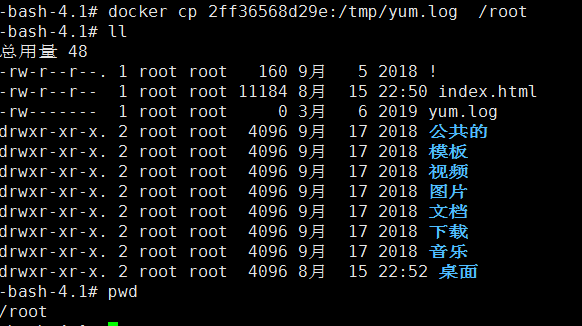 -bash-4.1# docker cp 2ff36568d29e:/tmp/yum.log  /root
-bash-4.1# ll
总用量 48
-rw-r--r--. 1 root root   160 9月   5 2018 !
-rw-r--r--  1 root root 11184 8月  15 22:50 index.html
-rw-------  1 root root     0 3月   6 2019 yum.log
drwxr-xr-x. 2 root root  4096 9月  17 2018 公共的
drwxr-xr-x. 2 root root  4096 9月  17 2018 模板
drwxr-xr-x. 2 root root  4096 9月  17 2018 视频
drwxr-xr-x. 2 root root  4096 9月  17 2018 图片
drwxr-xr-x. 2 root root  4096 9月  17 2018 文档
drwxr-xr-x. 2 root root  4096 9月  17 2018 下载
drwxr-xr-x. 2 root root  4096 9月  17 2018 音乐
drwxr-xr-x. 2 root root  4096 8月  15 22:52 桌面
-bash-4.1# pwd
/root
-bash-4.1#